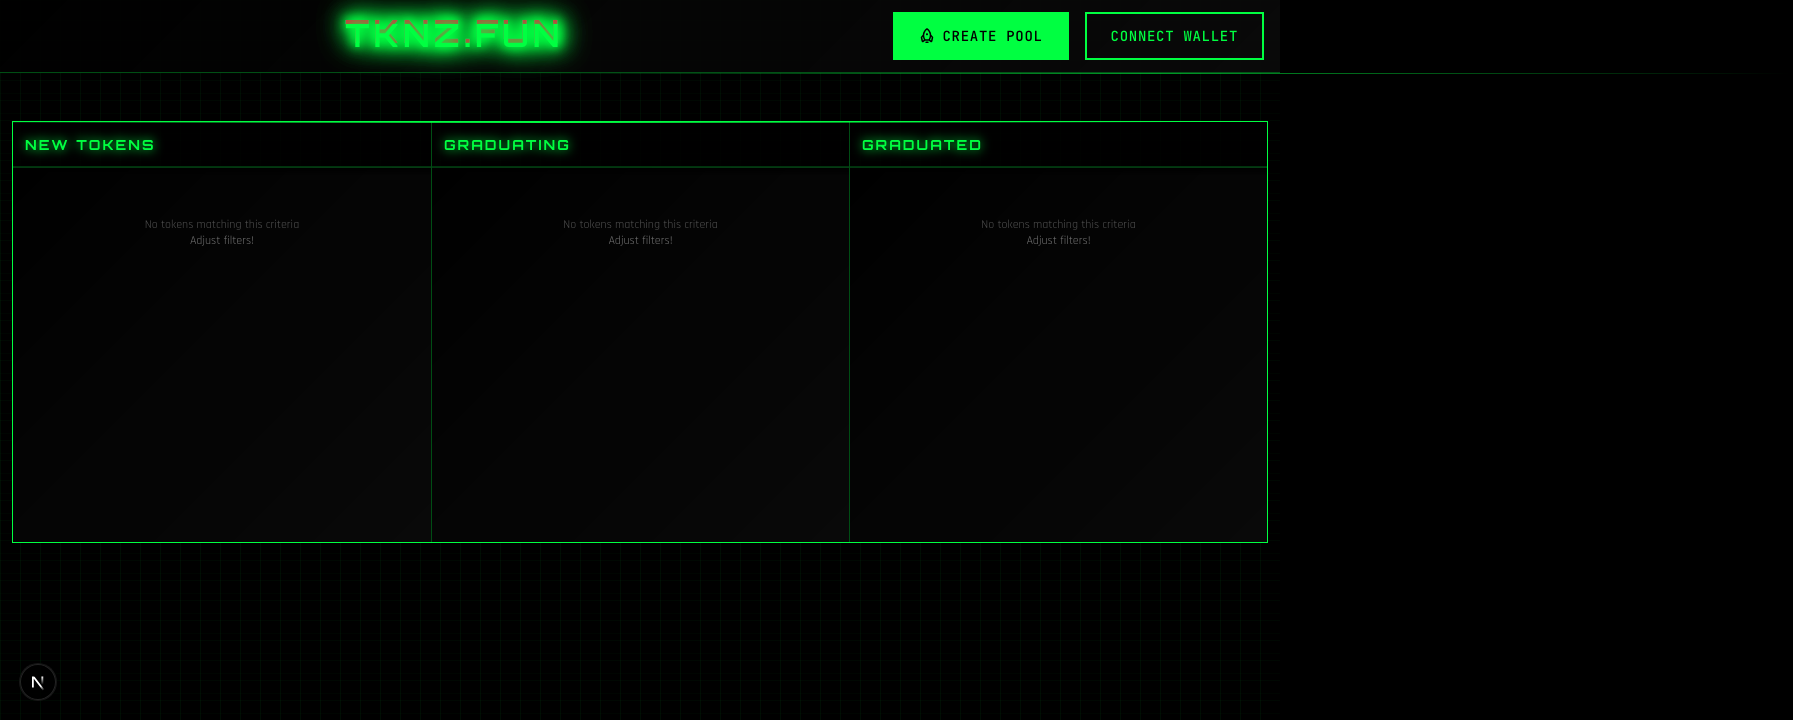 TKNZ.FUN
CREATE POOL
CONNECT WALLET
NEW TOKENS
GRADUATING
GRADUATED
No tokens matching this criteria
Adjust filters!
No tokens matching this criteria
Adjust filters!
No tokens matching this criteria
Adjust filters!
N